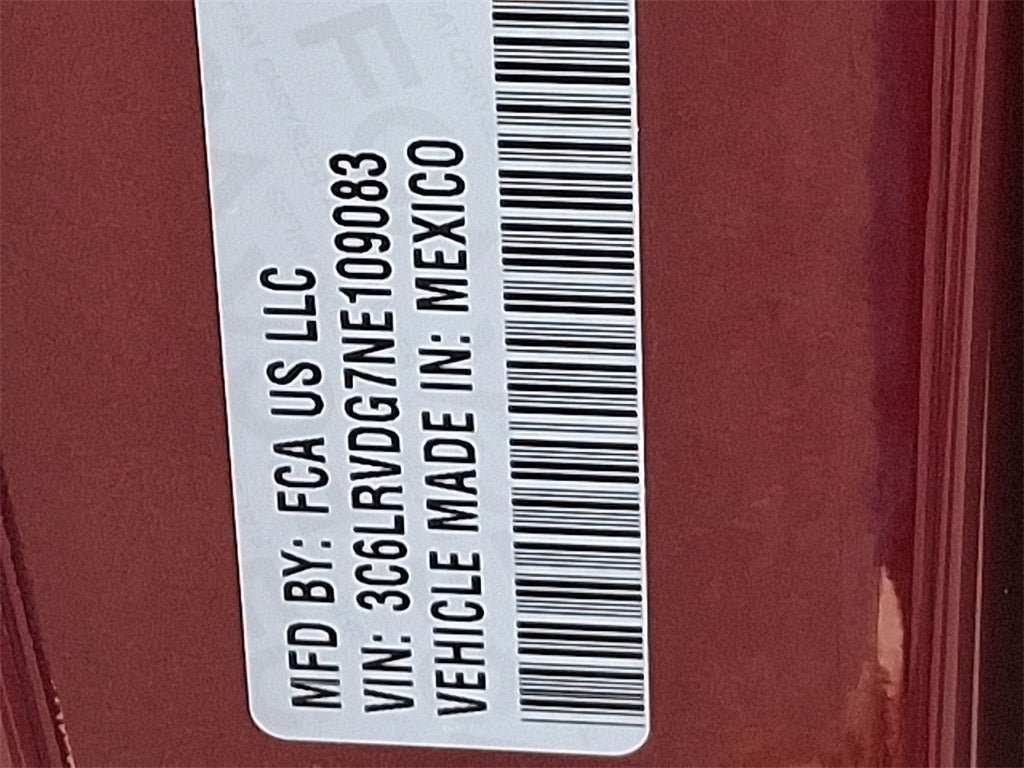 MFD BY: FCA US LLC
VIN: 3C6LRVDG7NE109083
VEHICLE MADE IN: MEXICO